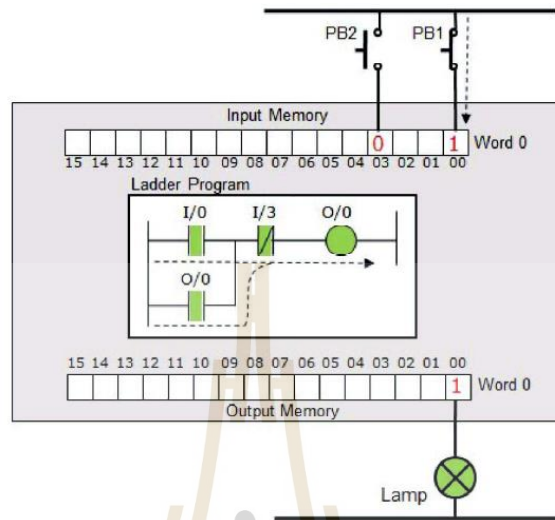 PB2 PB1
Input Memory
0 1 Word 0
15 14 13 12 11 10 09 08 07 06 05 04 03 02 01 00
Ladder Program
I/0 I/3 O/0
O/0
15 14 13 12 11 10 09 08 07 06 05 04 03 02 01 00
1 Word 0
Output Memory
Lamp